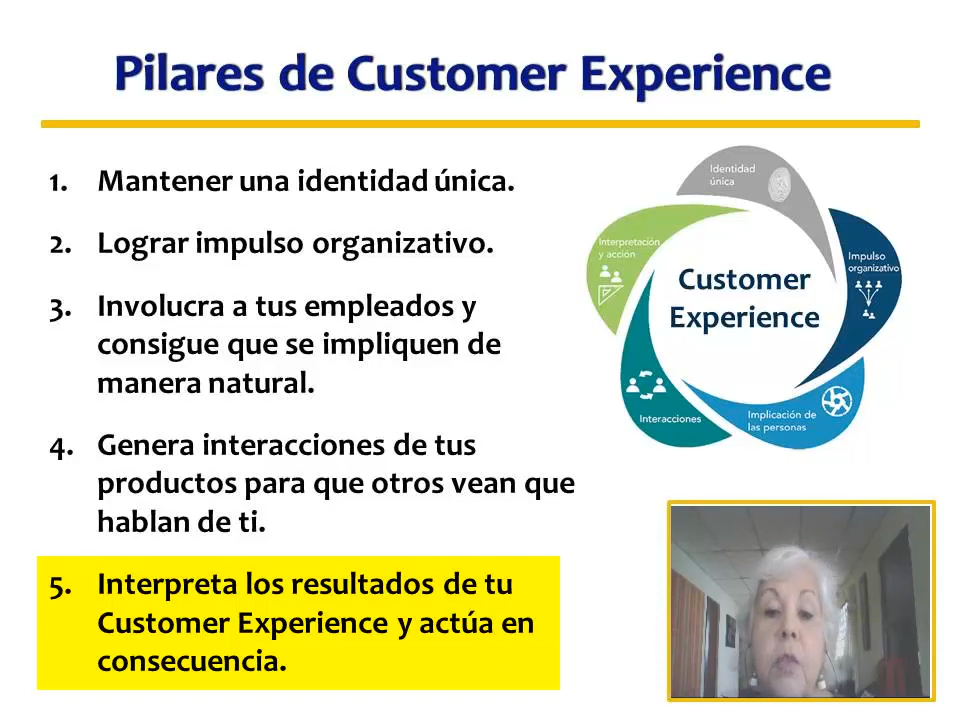 Pilares de Customer Experience
1. Mantener una identidad única.
2. Lograr impulso organizativo.
3. Involucra a tus empleados y
consigue que se impliquen de
manera natural.
4. Genera interacciones de tus
productos para que otros vean que
hablan de ti.
5. Interpreta los resultados de tu
Customer Experience y actúa en
consecuencia.
Identidad
única
Interpretación
y acción
Impulso
organizativo
Customer
Experience
Interacciones
Implicación de
las personas